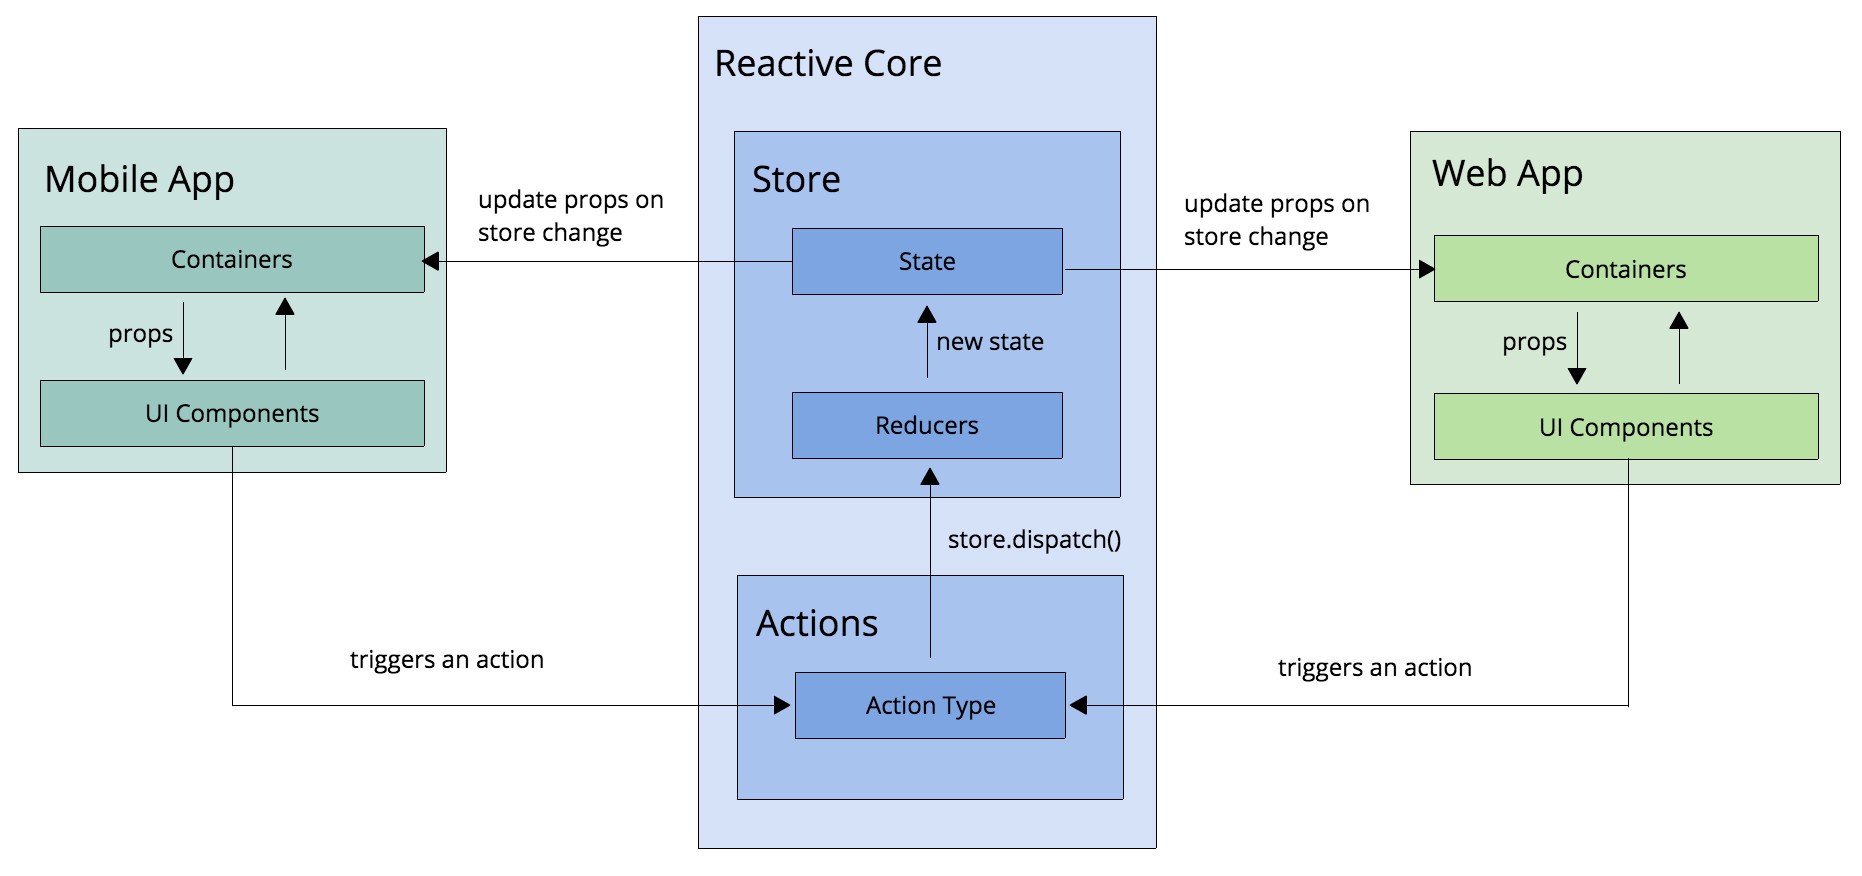 Reactive Core
Mobile App
Store
Web App
update props on
store change
update props on
store change
Containers
State
Containers
props
new state
props
UI Components
Reducers
UI Components
store.dispatch()
Actions
triggers an action
triggers an action
Action Type